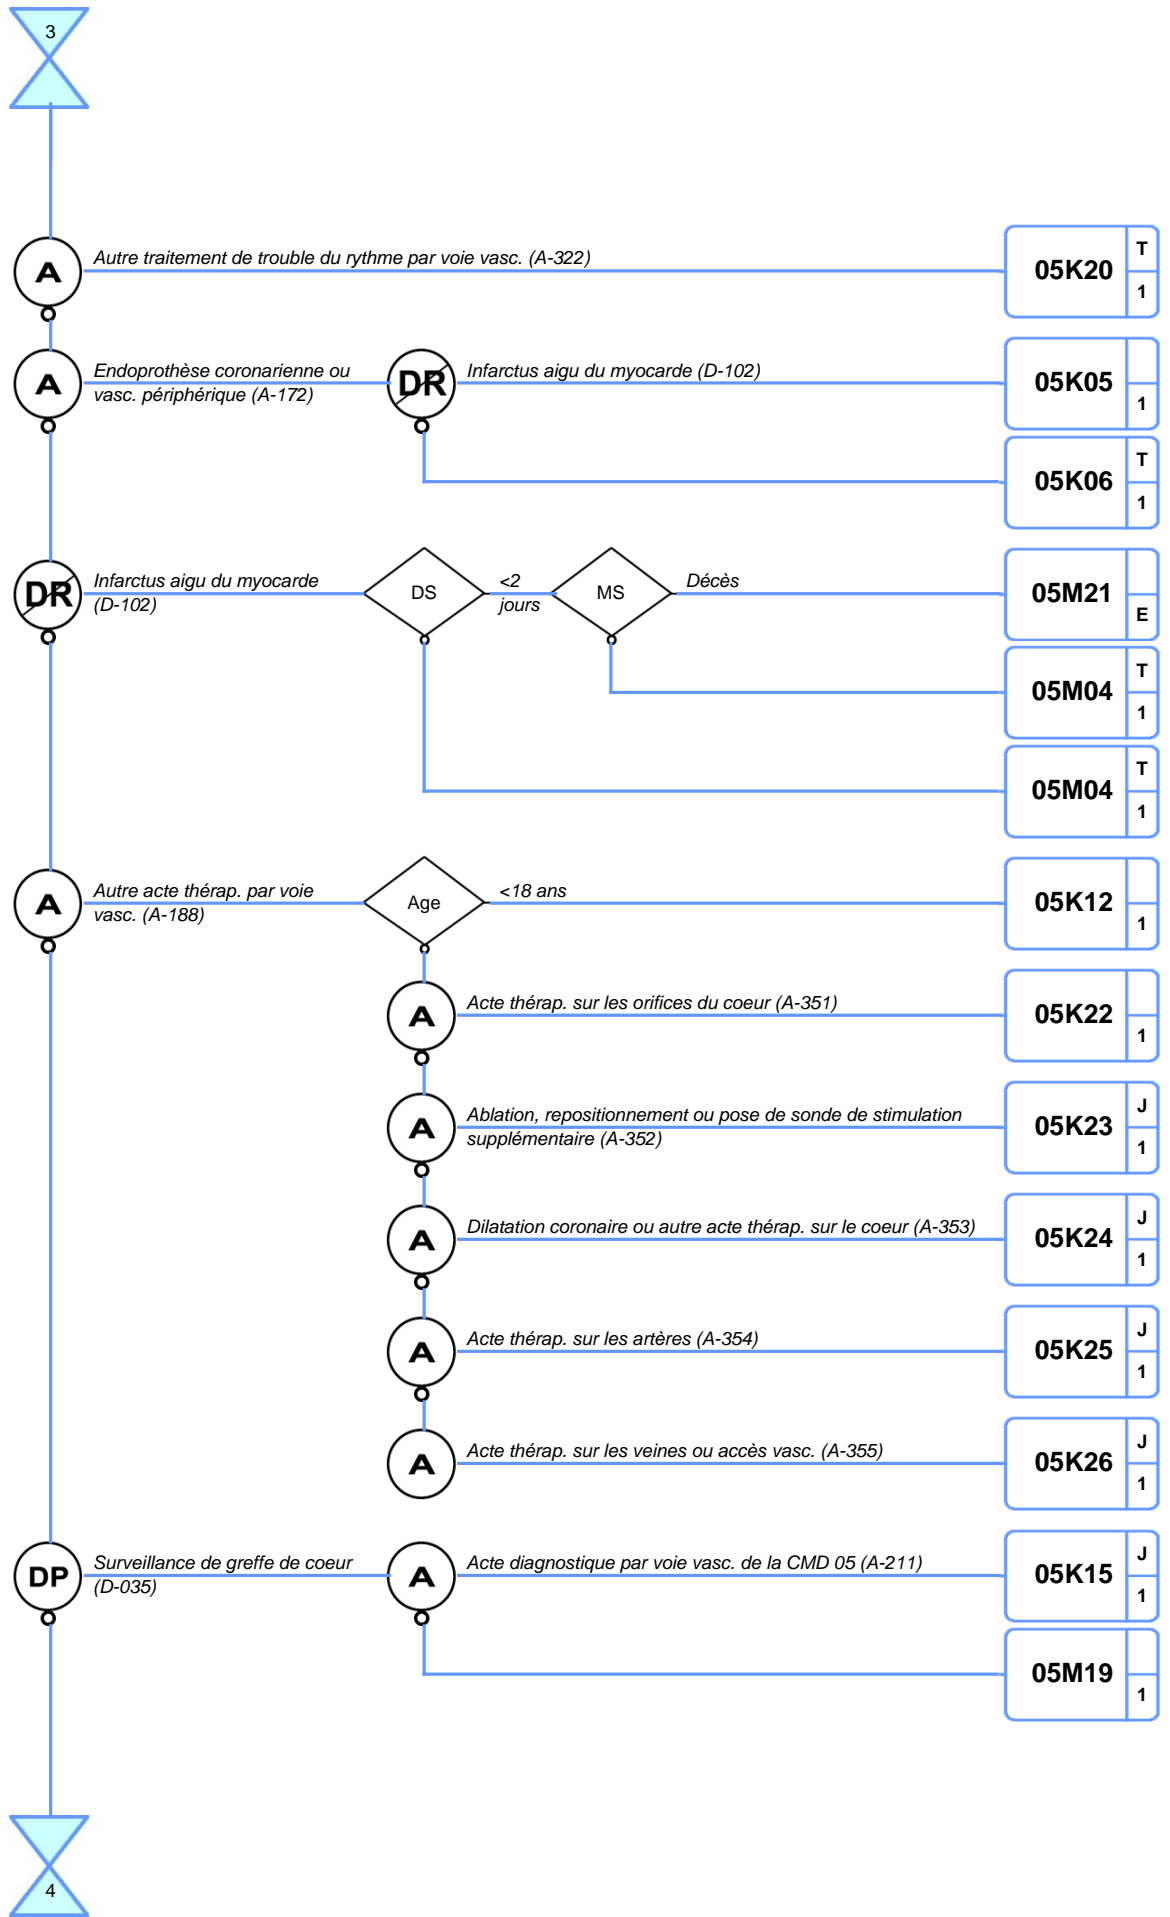 3
A
Autre traitement de trouble du rythme par voie vasc. (A-322)
05K20
T
1
A
Endoprothèse coronarienne ou
vasc. périphérique (A-172)
DR
Infarctus aigu du myocarde (D-102)
05K05
1
05K06
T
1
DR
Infarctus aigu du myocarde
(D-102)
DS
<2
jours
MS
Décès
05M21
E
05M04
T
1
05M04
T
1
A
Autre acte thérap. par voie
vasc. (A-188)
Age
<18 ans
05K12
1
A
Acte thérap. sur les orifices du coeur (A-351)
05K22
1
A
Ablation, repositionnement ou pose de sonde de stimulation
supplémentaire (A-352)
05K23
J
1
A
Dilatation coronaire ou autre acte thérap. sur le coeur (A-353)
05K24
J
1
A
Acte thérap. sur les artères (A-354)
05K25
J
1
A
Acte thérap. sur les veines ou accès vasc. (A-355)
05K26
J
1
DP
Surveillance de greffe de coeur
(D-035)
A
Acte diagnostique par voie vasc. de la CMD 05 (A-211)
05K15
J
1
05M19
1
4